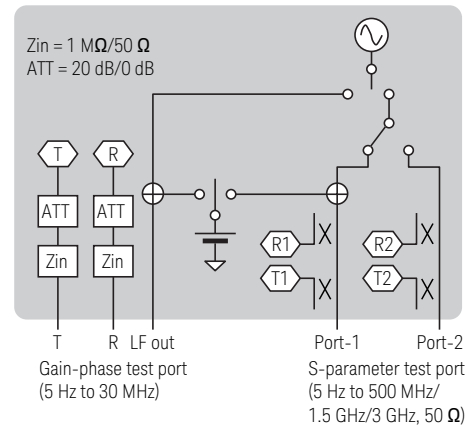 Zin = 1 MΩ/50 Ω
ATT = 20 dB/0 dB
T
R
ATT
ATT
Zin
Zin
R1
T1
R2
T2
T
R
LF out
Port-1
Port-2
Gain-phase test port
(5 Hz to 30 MHz)
S-parameter test port
(5 Hz to 500 MHz/
1.5 GHz/3 GHz, 50 Ω)